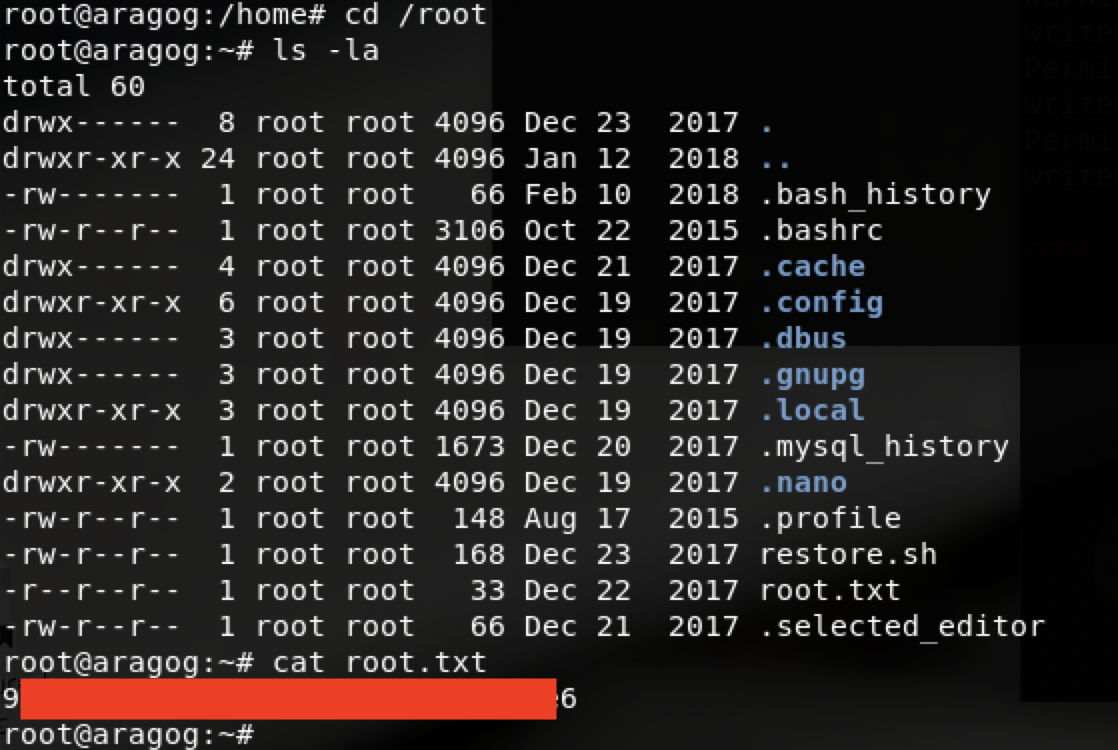 root@aragog:/home# cd /root
root@aragog:~# ls -la
total 60
drwx------  8 root root 4096 Dec 23  2017 .
drwxr-xr-x 24 root root 4096 Jan 12  2018 ..
-rw-------  1 root root   66 Feb 10  2018 .bash_history
-rw-r--r--  1 root root 3106 Oct 22  2015 .bashrc
drwx------  4 root root 4096 Dec 21  2017 .cache
drwxr-xr-x  6 root root 4096 Dec 19  2017 .config
drwx------  3 root root 4096 Dec 19  2017 .dbus
drwx------  3 root root 4096 Dec 19  2017 .gnupg
drwxr-xr-x  3 root root 4096 Dec 19  2017 .local
-rw-------  1 root root 1673 Dec 20  2017 .mysql_history
drwxr-xr-x  2 root root 4096 Dec 19  2017 .nano
-rw-r--r--  1 root root  148 Aug 17  2015 .profile
-rw-r--r--  1 root root  168 Dec 23  2017 restore.sh
-r--r--r--  1 root root   33 Dec 22  2017 root.txt
-rw-r--r--  1 root root   66 Dec 21  2017 .selected_editor
root@aragog:~# cat root.txt
9 6
root@aragog:~#